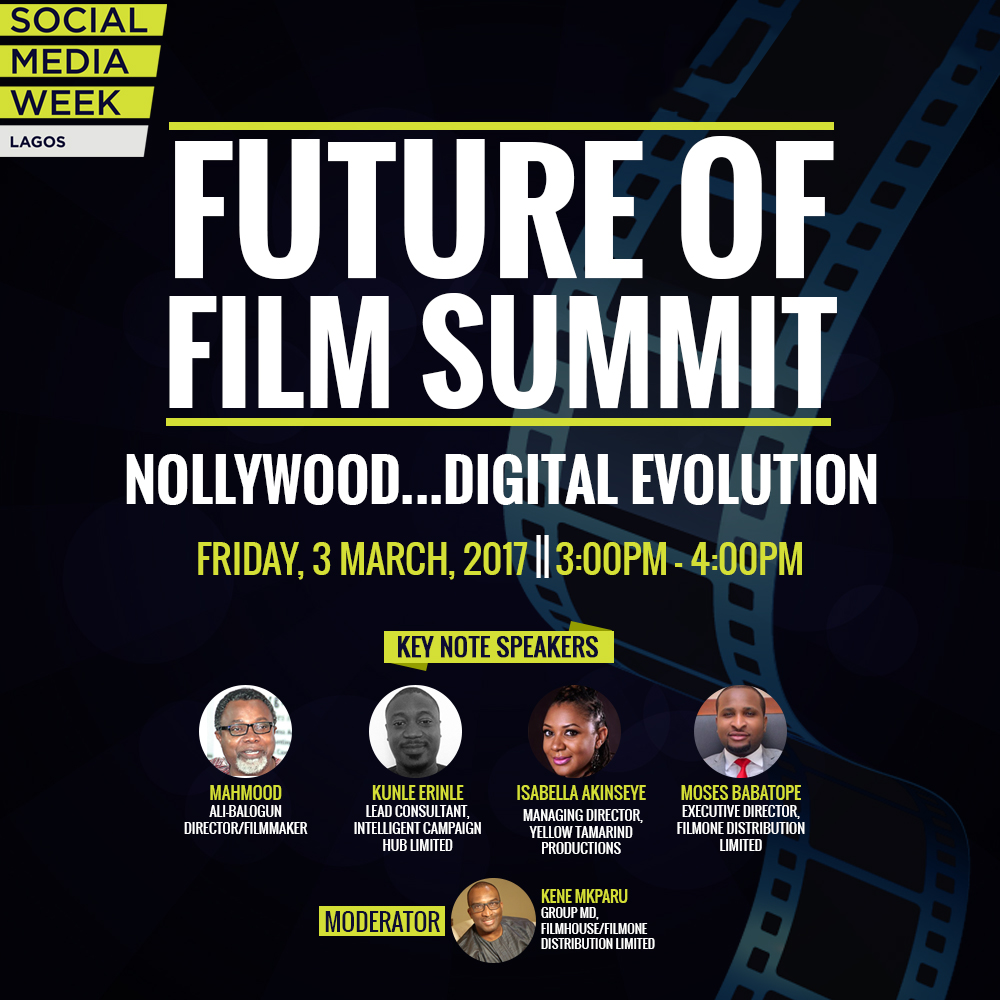 SOCIAL
MEDIA
WEEK
LAGOS
FUTURE OF
FILM SUMMIT
NOLLYWOOD...DIGITAL EVOLUTION
FRIDAY, 3 MARCH, 2017 || 3:00PM - 4:00PM
KEY NOTE SPEAKERS
MAHMOOD
ALI-BALOGUN
DIRECTOR/FILMMAKER
KUNLE ERINLE
LEAD CONSULTANT,
INTELLIGENT CAMPAIGN
HUB LIMITED
ISABELLA AKINSEYE
MANAGING DIRECTOR,
YELLOW TAMARIND
PRODUCTIONS
MOSES BABATOPE
EXECUTIVE DIRECTOR,
FILMONE DISTRIBUTION
LIMITED
MODERATOR
KENE MKPARU
GROUP MD,
FILMHOUSE/FILMONE
DISTRIBUTION LIMITED